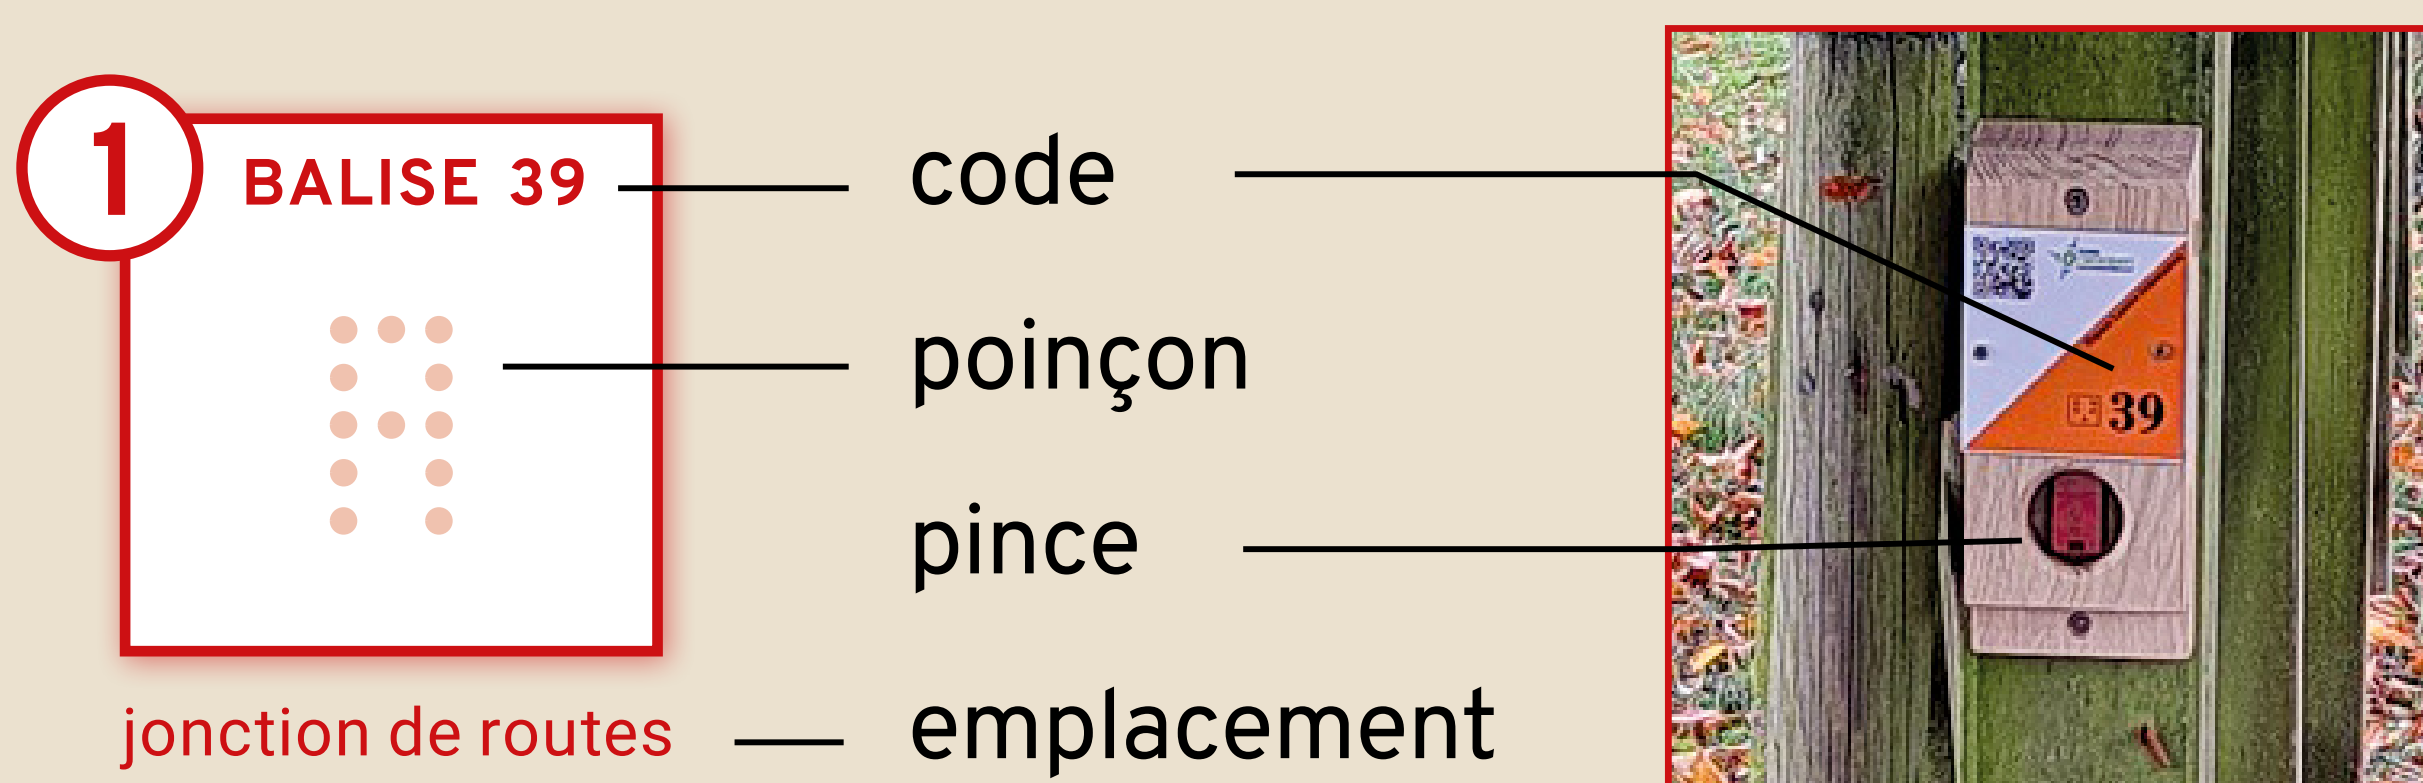 1
BALISE 39
code
poinçon
pince
jonction de routes
emplacement
39